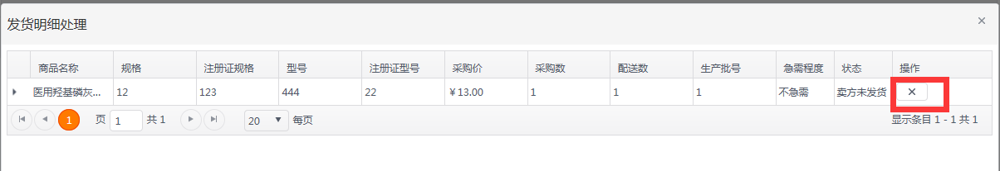 发货明细处理 ×
商品名称 规格 注册证规格 型号 注册证型号 采购价 采购数 配送数 生产批号 急需程度 状态 操作
医用羟基磷灰... 12 123 444 22 ￥13.00 1 1 1 不急需 卖方未发货 ×
1 页 1 共 1 20 每页 显示条目 1 - 1 共 1